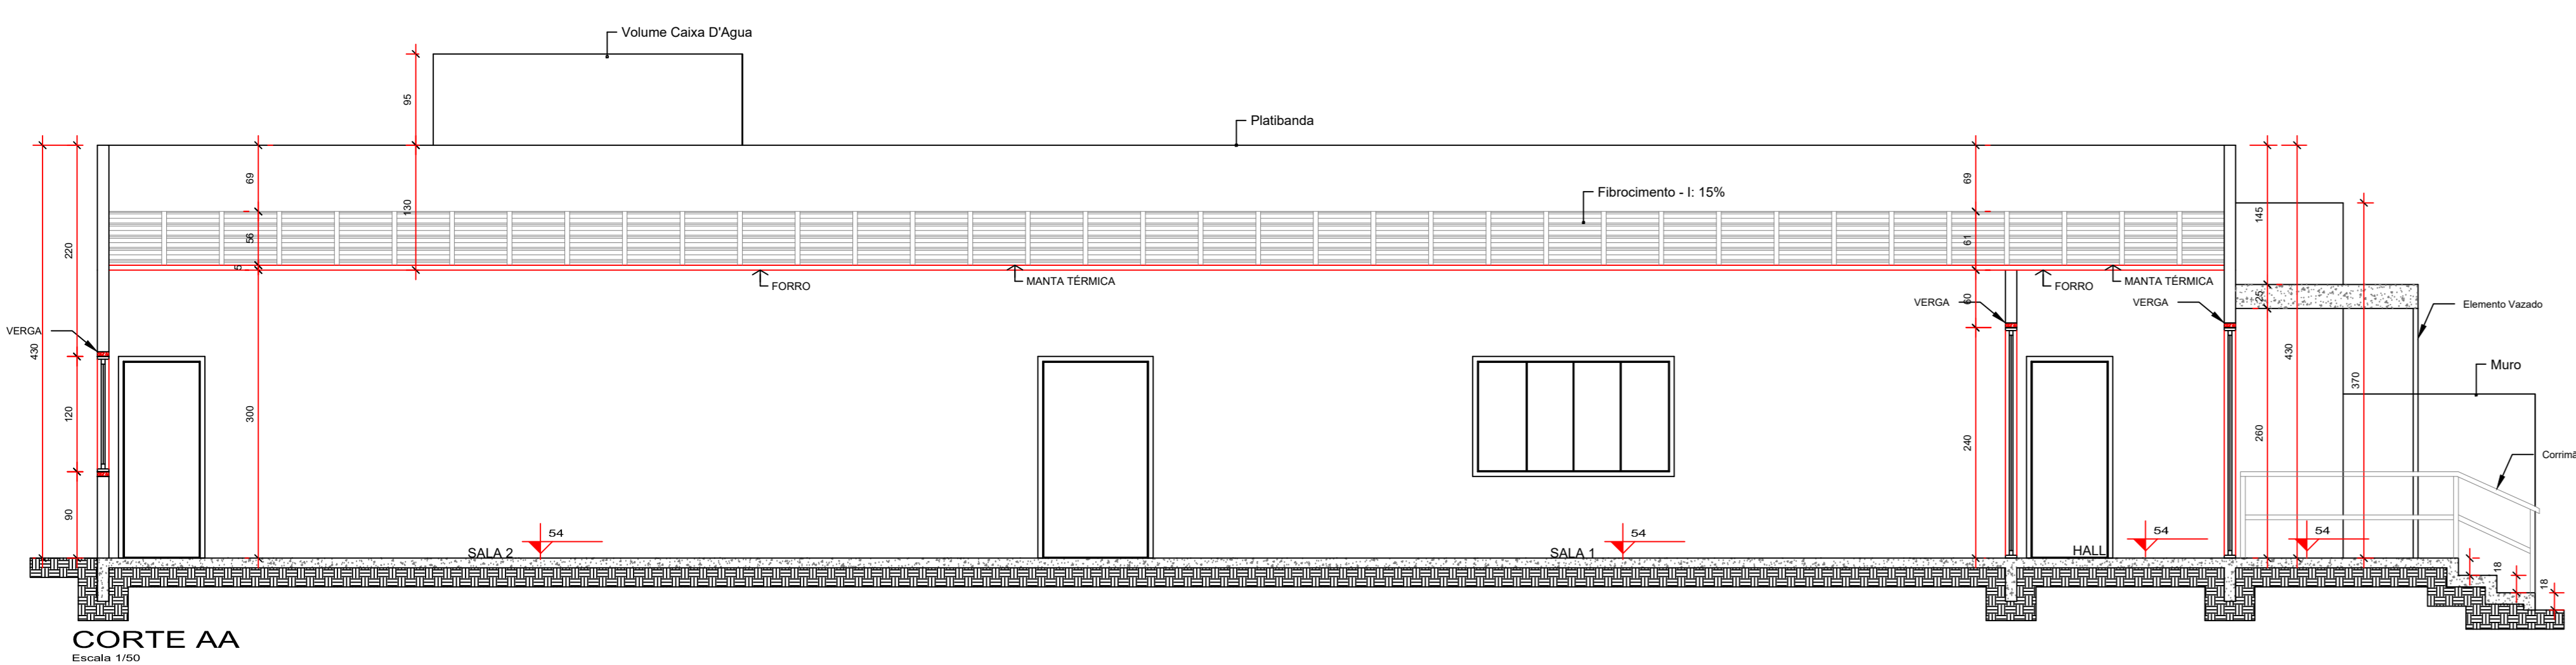 Volume Caixa D'Agua
95
Platibanda
69
130
56
5
220
430
300
120
90
VERGA
FORRO
MANTA TÉRMICA
Fibrocimento - I: 15%
69
61
60
240
VERGA
FORRO
MANTA TÉRMICA
VERGA
145
25
260
430
370
Elemento Vazado
Muro
Corrimã
SALA 2
54
SALA 1
54
HALL
54
54
18
18
CORTE AA
Escala 1/50